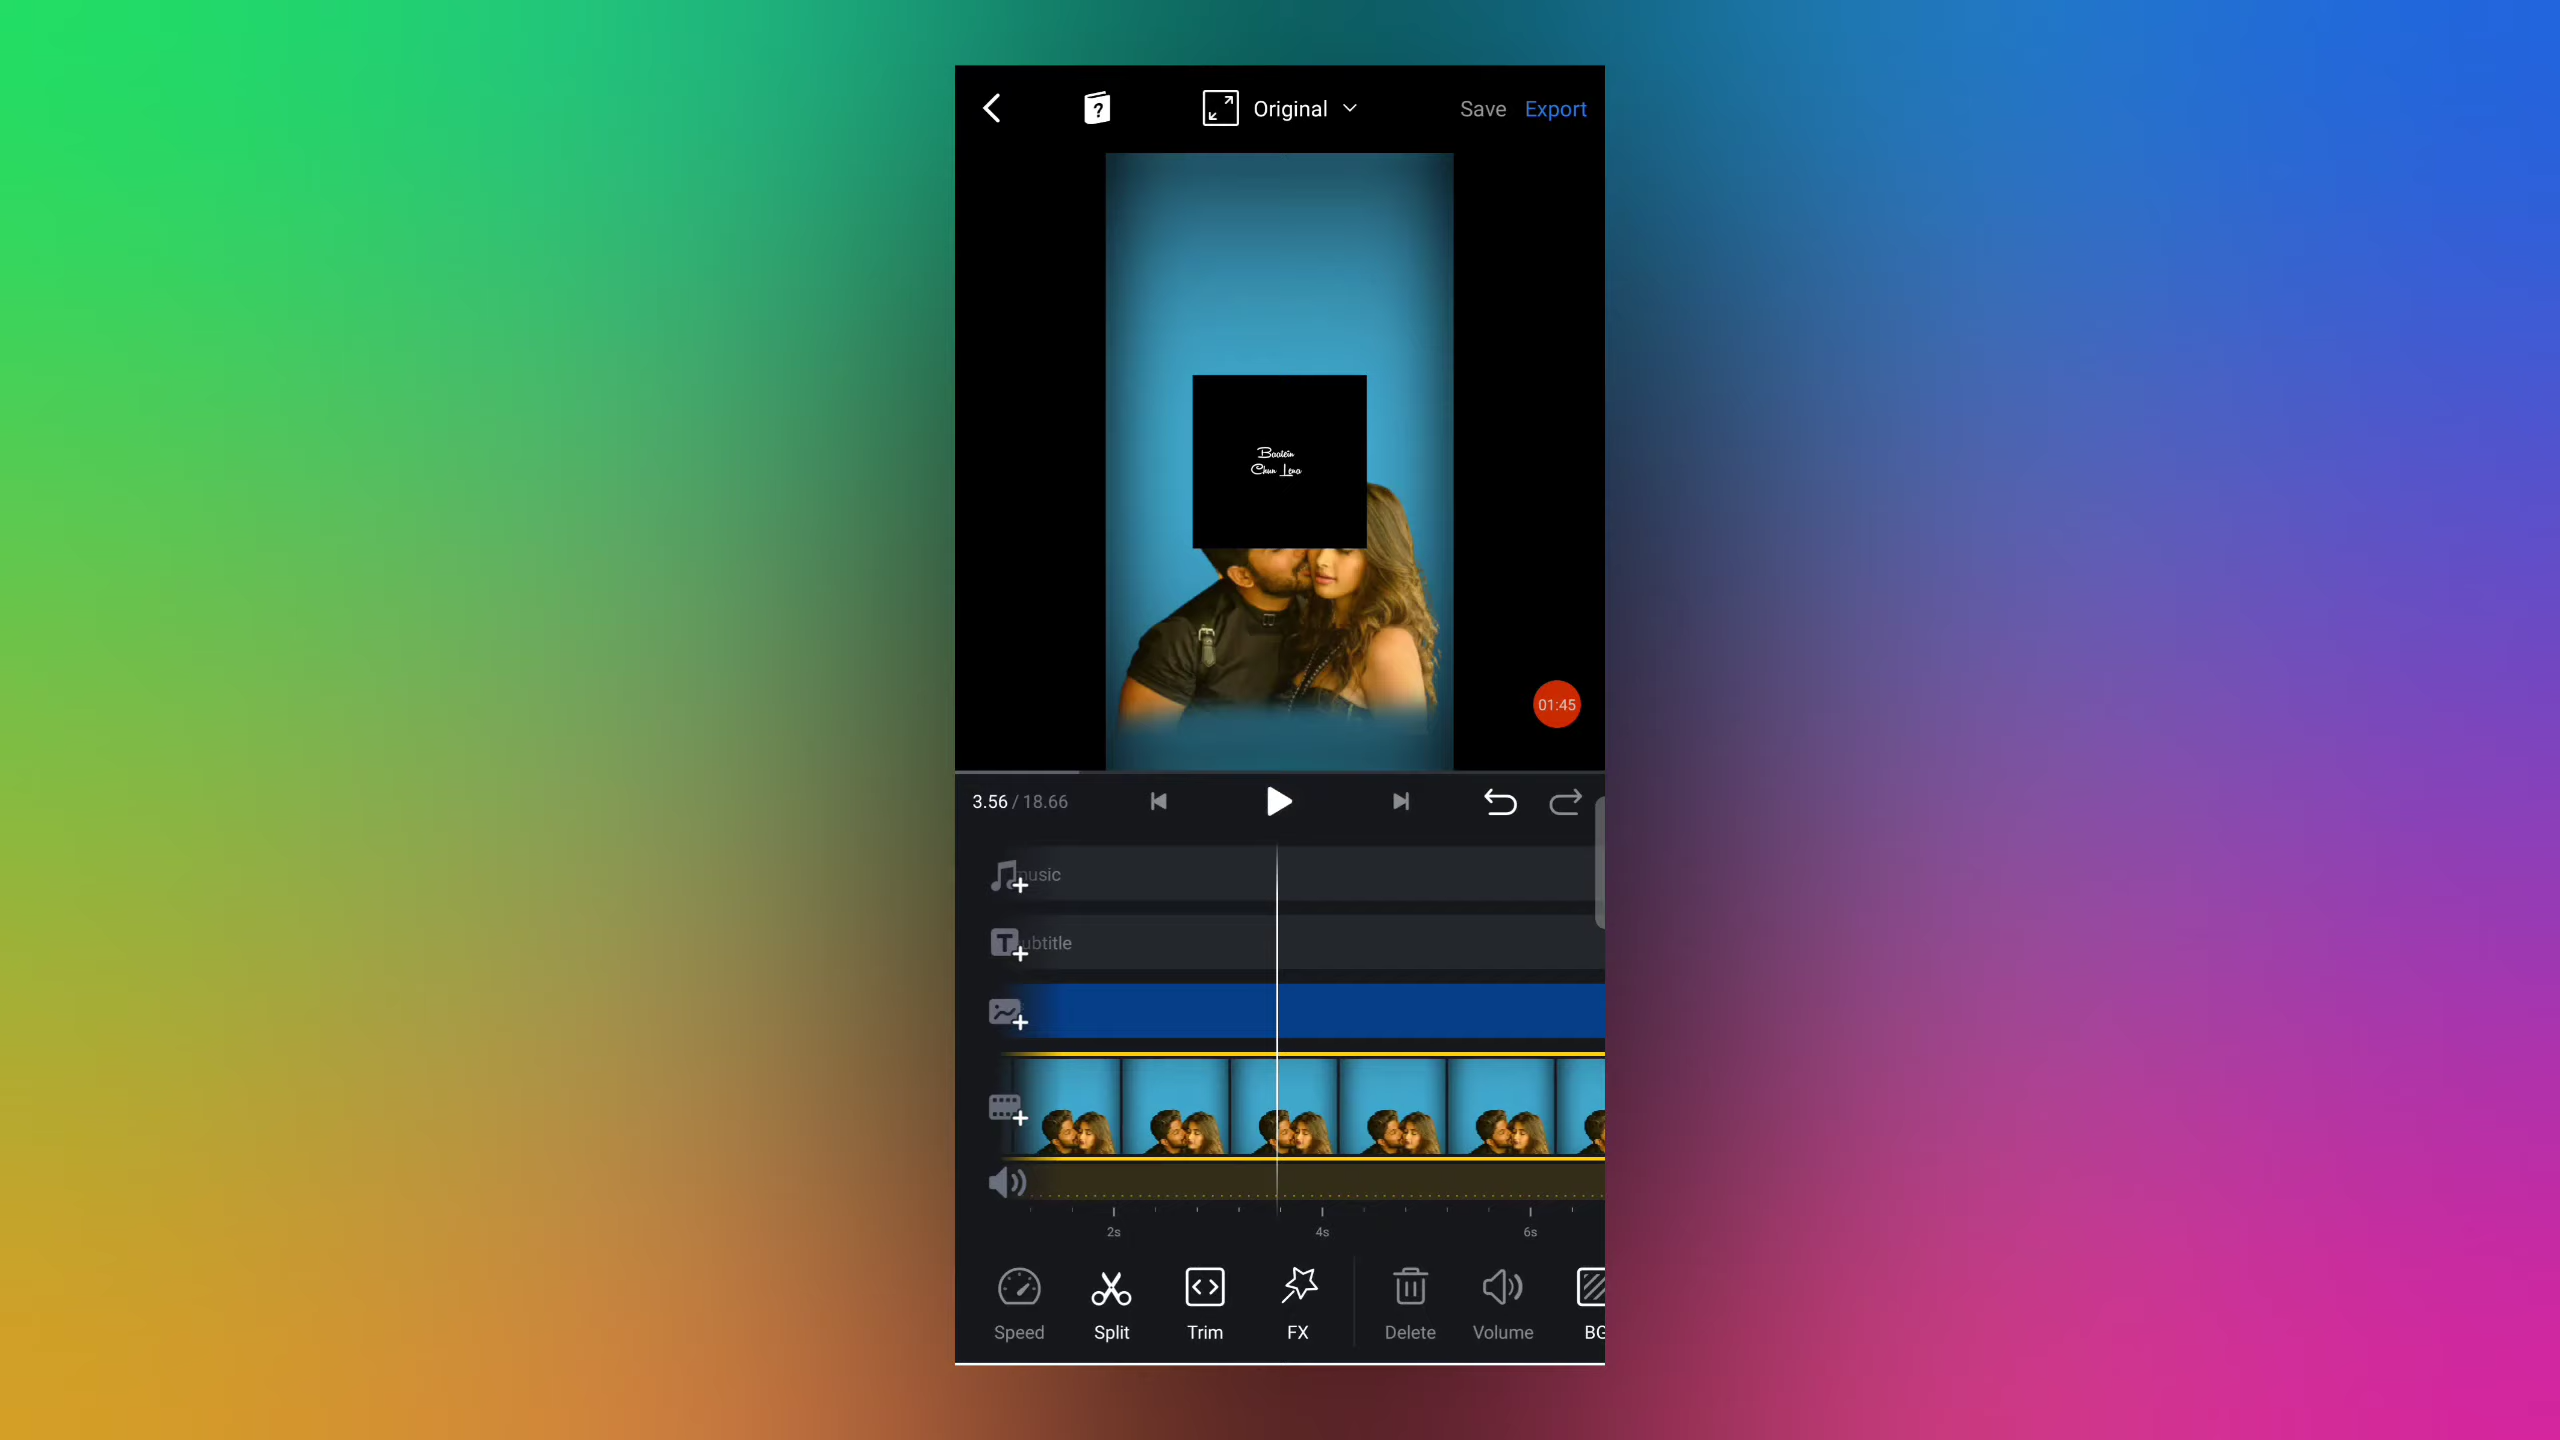 Original
Save Export
Baatein
Chun Lena
01:45
3.56 / 18.66
music
ubtitle
2s 4s 6s
Speed Split Trim FX Delete Volume BG